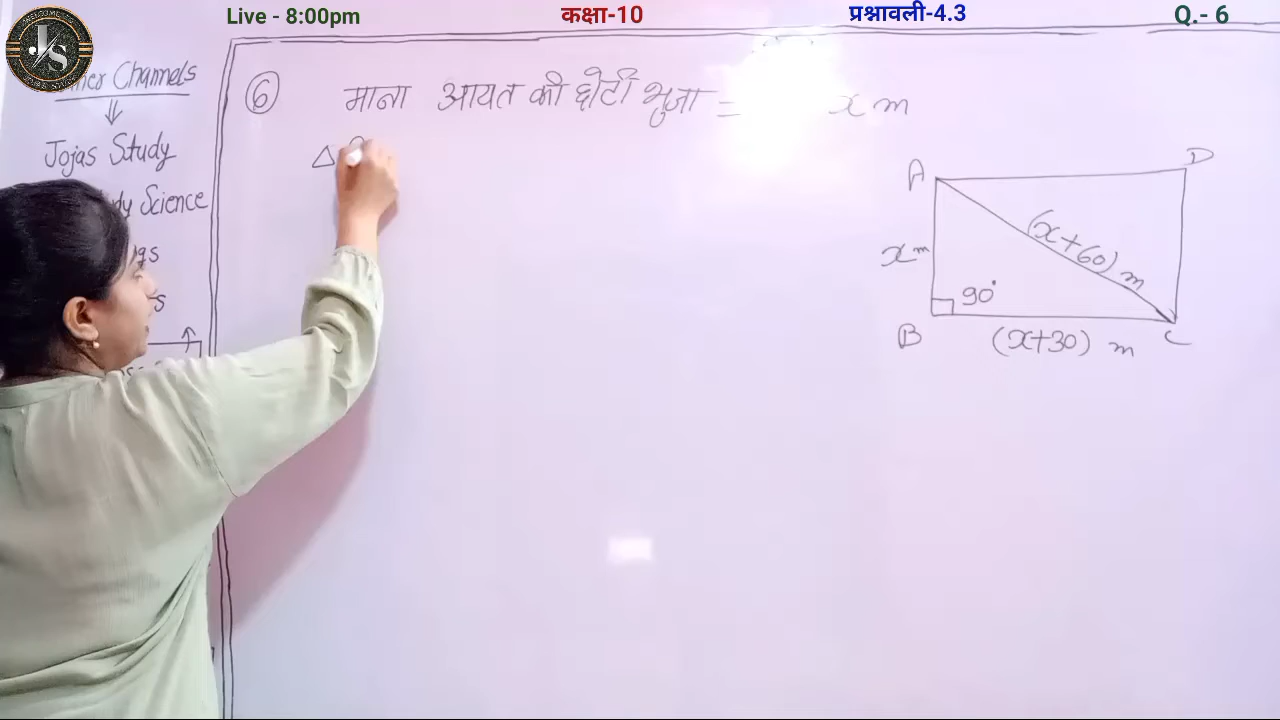 Live - 8:00pm कक्षा-10 प्रश्नावली-4.3 Q.- 6
Channels
⇓
Jojas Study
dy Science
gs
s
⑥ माना आयत की छोटी भुजा = x m
△
A D
x m (x+60) m
90°
B (x+30) m C